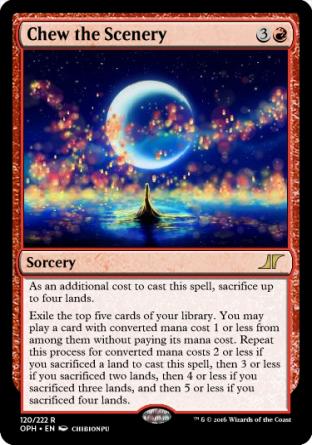 Chew the Scenery 3
Sorcery
As an additional cost to cast this spell, sacrifice up
to four lands.
Exile the top five cards of your library. You may
play a card with converted mana cost 1 or less from
among them without paying its mana cost. Repeat
this process for converted mana costs 2 or less if
you sacrificed a land to cast this spell, then 3 or less
if you sacrificed two lands, then 4 or less if you
sacrificed three lands, and then 5 or less if you
sacrificed four lands.
120/222 R
OPH • EN CHIBIONPU
™ & © 2016 Wizards of the Coast